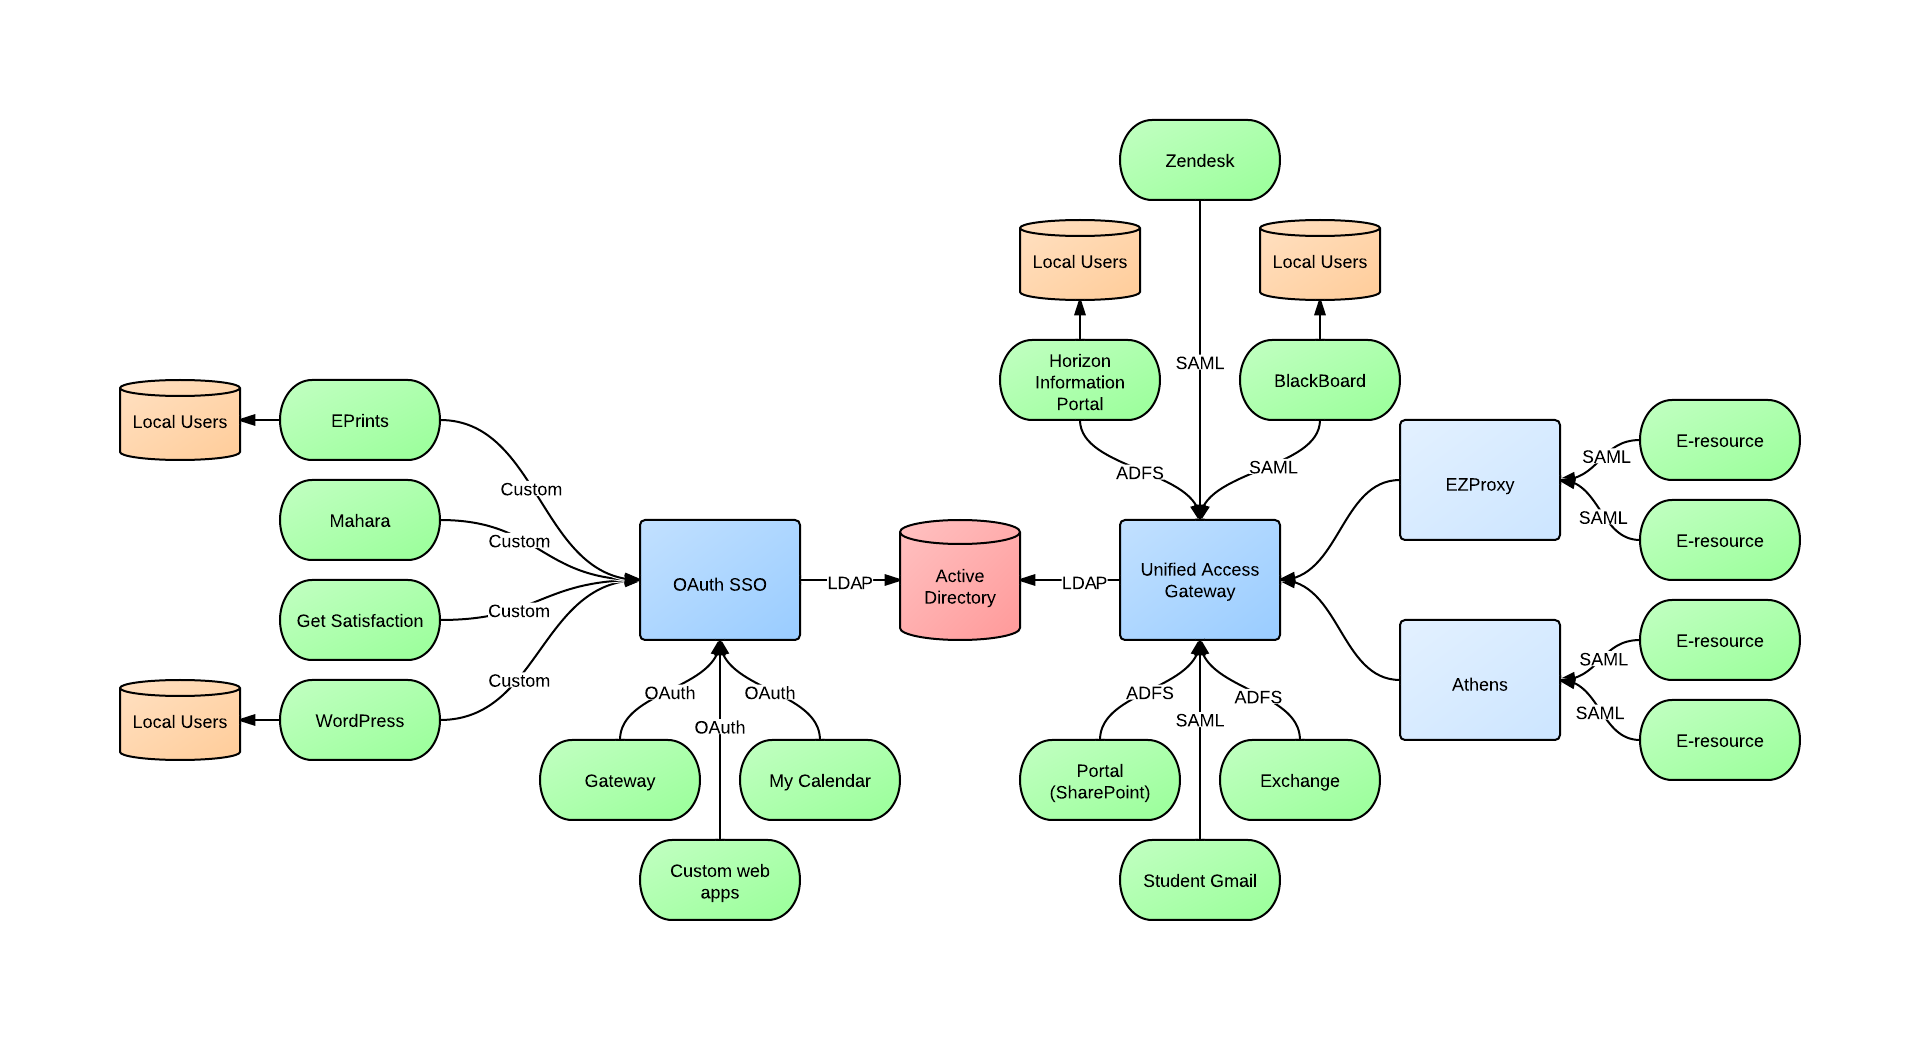 Zendesk
Local Users
Local Users
SAML
Horizon
Information
Portal
BlackBoard
Local Users
EPrints
ADFS
SAML
EZProxy
SAML
E-resource
Custom
Mahara
Custom
SAML
E-resource
OAuth SSO
LDAP
Active
Directory
LDAP
Unified Access
Gateway
Get Satisfaction
Custom
SAML
E-resource
Local Users
WordPress
Custom
OAuth
OAuth
OAuth
ADFS
SAML
ADFS
Athens
SAML
E-resource
Gateway
My Calendar
Portal
(SharePoint)
Exchange
Custom web
apps
Student Gmail